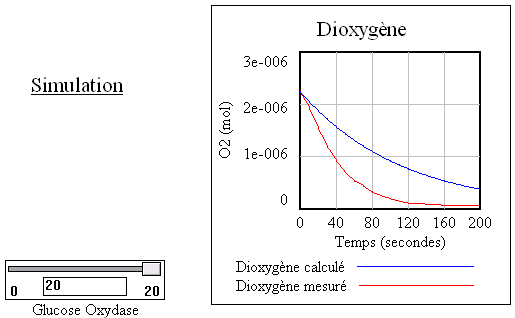 Simulation
Dioxygène
3e-006
2e-006
1e-006
0
O2 (mol)
0 40 80 120 160 200
Temps (secondes)
Dioxygène calculé
Dioxygène mesuré
0 20 20
Glucose Oxydase